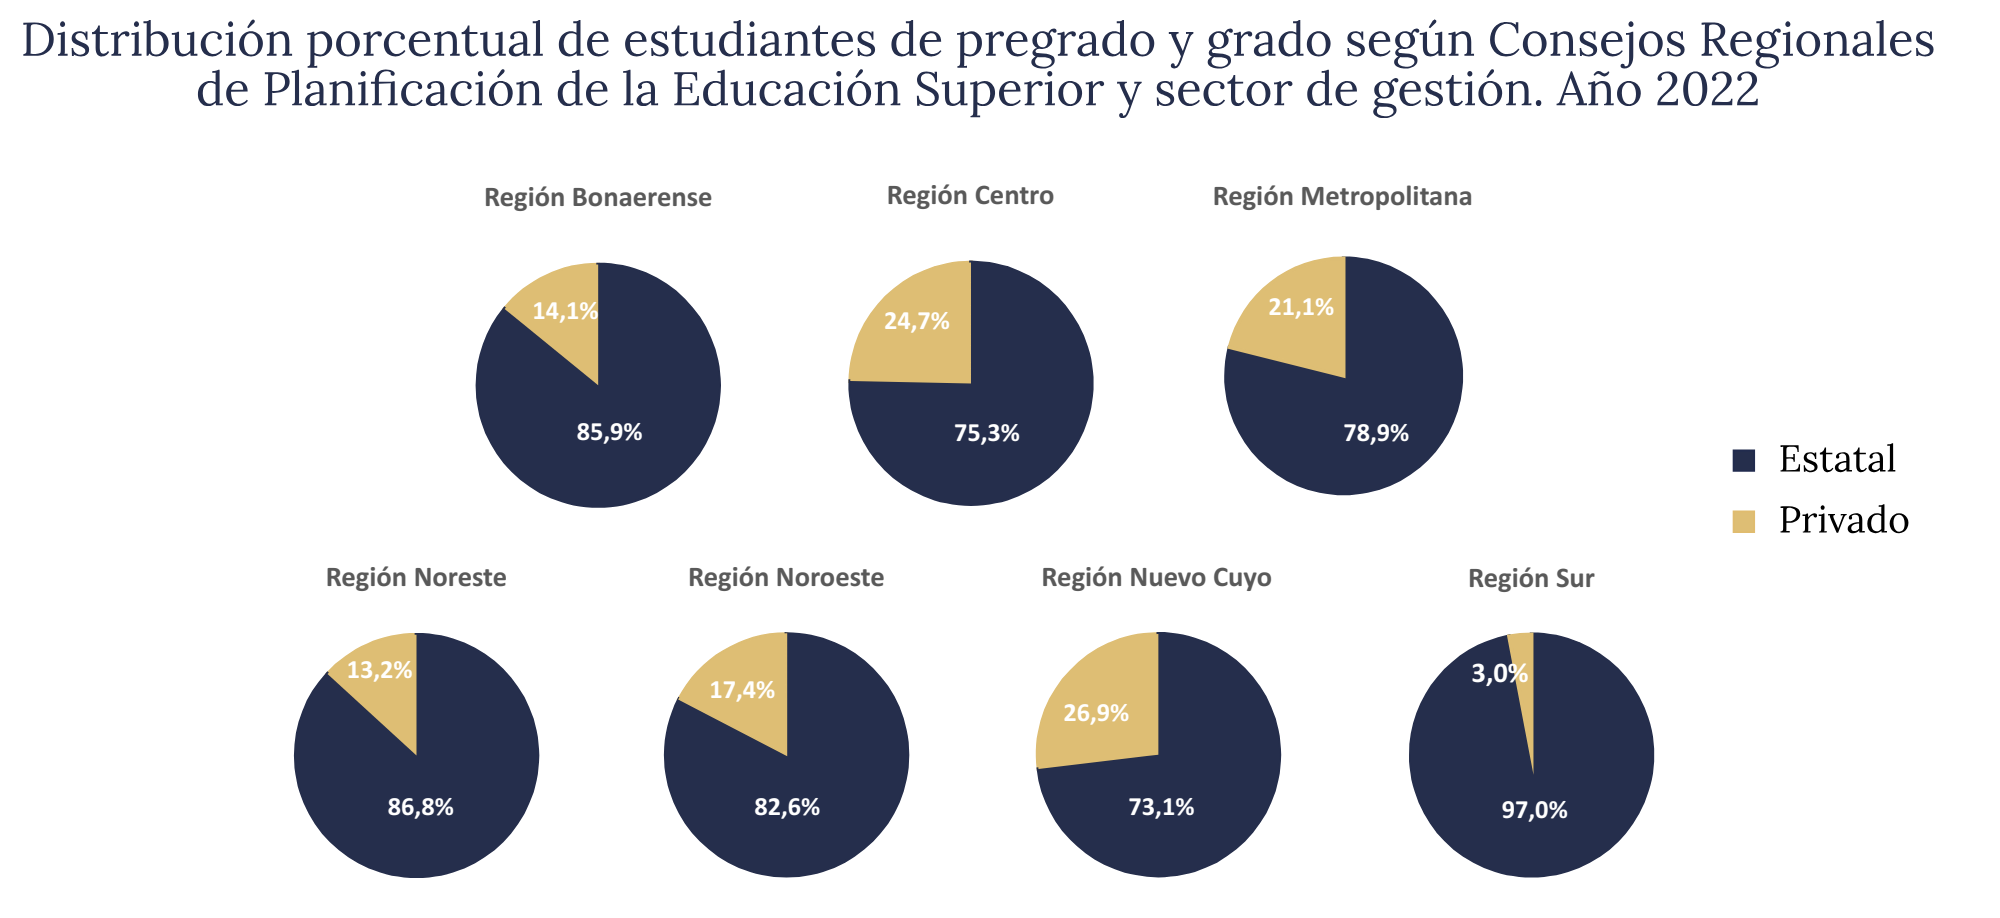 Distribución porcentual de estudiantes de pregrado y grado según Consejos Regionales
de Planificación de la Educación Superior y sector de gestión. Año 2022
Región Bonaerense
14,1%
85,9%
Región Centro
24,7%
75,3%
Región Metropolitana
21,1%
78,9%
Estatal
Privado
Región Noreste
13,2%
86,8%
Región Noroeste
17,4%
82,6%
Región Nuevo Cuyo
26,9%
73,1%
Región Sur
3,0%
97,0%